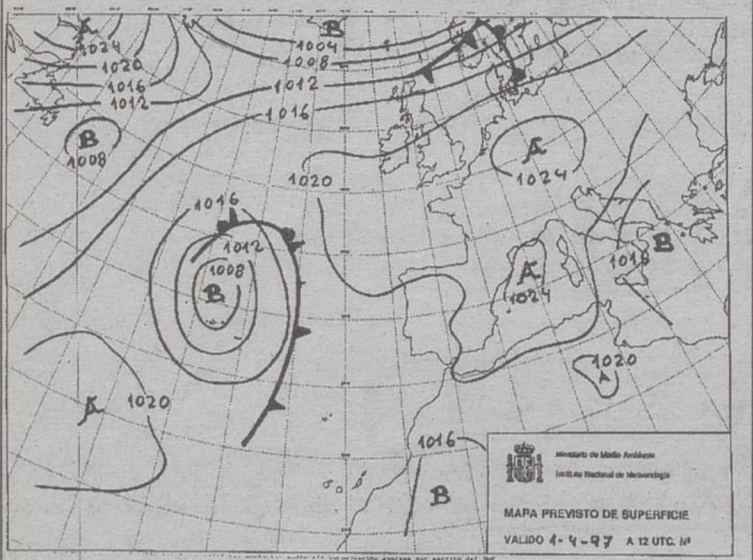 B
A
1024
1004
1008
1020
1016
1012
1012
1016
B
1008
A
1024
1020
1016
1012
1008
B
A
1024
1018
B
1020
A
A
1020
1016
B
Ministerio de Medio Ambiente
Instituto Nacional de Meteorología
MAPA PREVISTO DE SUPERFICIE
VALIDO 1-4-97 A 12 UTC. Nº